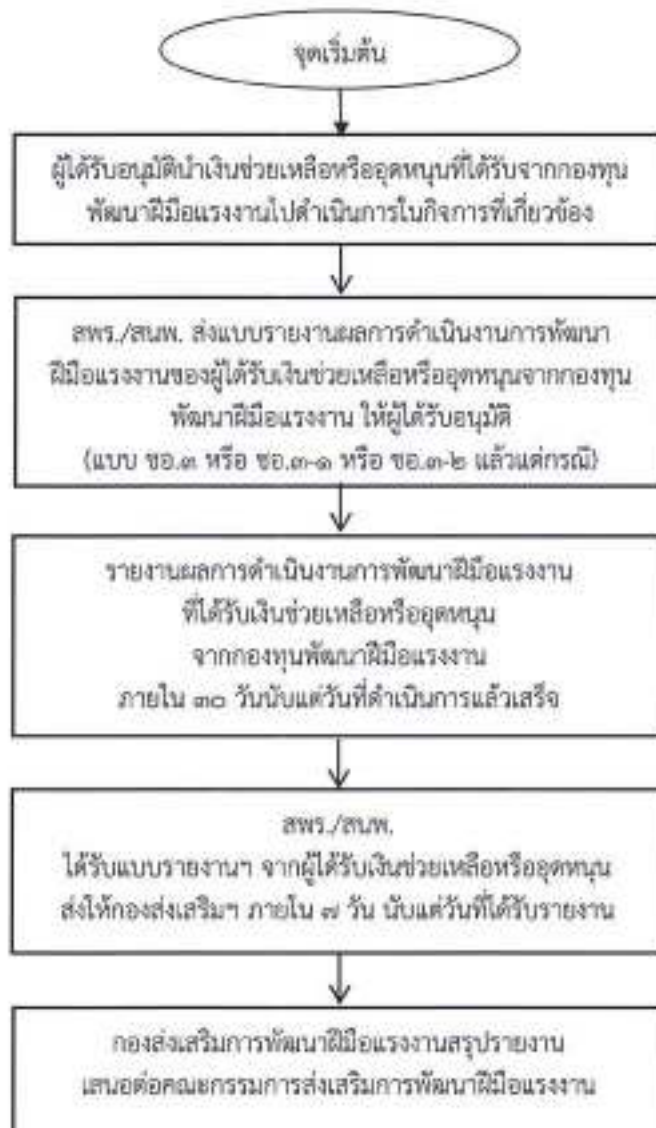 จุดเริ่มต้น
ผู้ได้รับอนุมัตินำเงินช่วยเหลือหรืออุดหนุนที่ได้รับจากกองทุน
พัฒนาฝีมือแรงงานไปดำเนินการในกิจการที่เกี่ยวข้อง
สพร./สนพ. ส่งแบบรายงานผลการดำเนินงานการพัฒนา
ฝีมือแรงงานของผู้ได้รับเงินช่วยเหลือหรืออุดหนุนจากกองทุน
พัฒนาฝีมือแรงงาน ให้ผู้ได้รับอนุมัติ
(แบบ ชอ.๓ หรือ ชอ.๓-๑ หรือ ชอ.๓-๒ แล้วแต่กรณี)
รายงานผลการดำเนินงานการพัฒนาฝีมือแรงงาน
ที่ได้รับเงินช่วยเหลือหรืออุดหนุน
จากกองทุนพัฒนาฝีมือแรงงาน
ภายใน ๓๐ วันนับแต่วันที่ดำเนินการแล้วเสร็จ
สพร./สนพ.
ได้รับแบบรายงานฯ จากผู้ได้รับเงินช่วยเหลือหรืออุดหนุน
ส่งให้กองส่งเสริมฯ ภายใน ๗ วัน นับแต่วันที่ได้รับรายงาน
กองส่งเสริมการพัฒนาฝีมือแรงงานสรุปรายงาน
เสนอต่อคณะกรรมการส่งเสริมการพัฒนาฝีมือแรงงาน